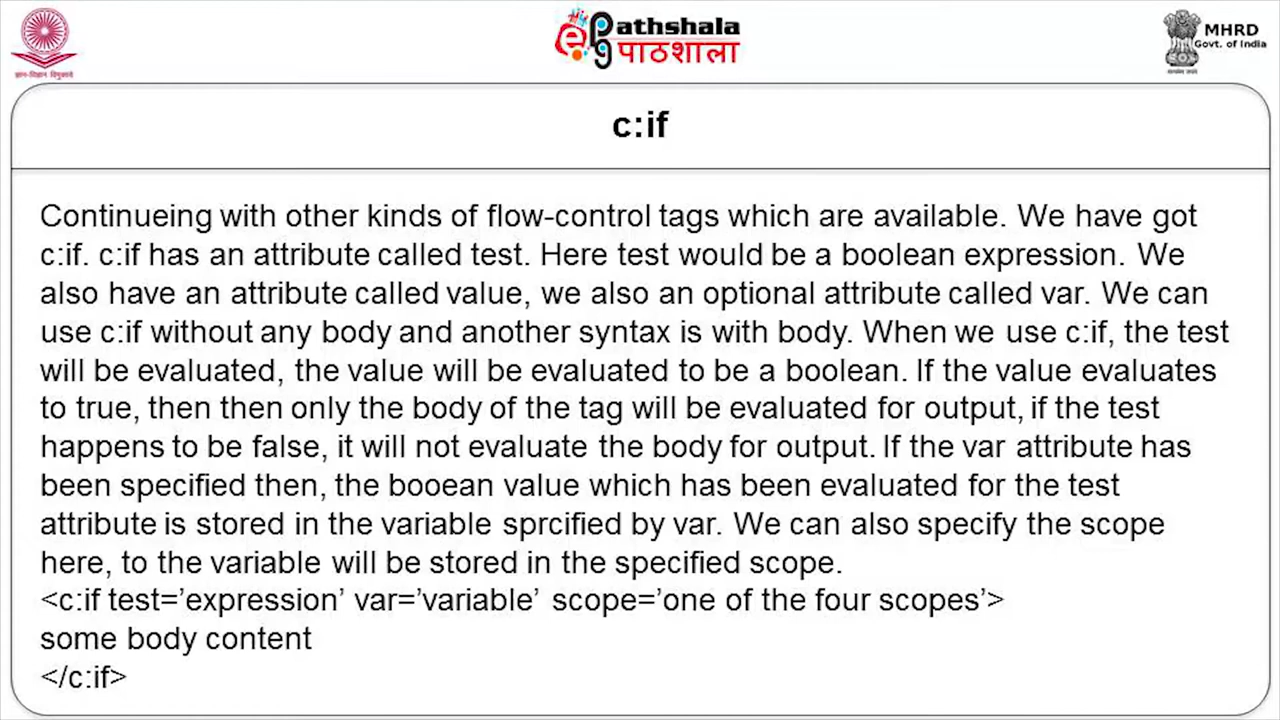 ज्ञान-विज्ञान विमुक्तये
Pathshala
पाठशाला
MHRD
Govt. of India
सत्यमेव जयते
c:if
Continueing with other kinds of flow-control tags which are available. We have got
c:if. c:if has an attribute called test. Here test would be a boolean expression. We
also have an attribute called value, we also an optional attribute called var. We can
use c:if without any body and another syntax is with body. When we use c:if, the test
will be evaluated, the value will be evaluated to be a boolean. If the value evaluates
to true, then then only the body of the tag will be evaluated for output, if the test
happens to be false, it will not evaluate the body for output. If the var attribute has
been specified then, the booean value which has been evaluated for the test
attribute is stored in the variable sprcified by var. We can also specify the scope
here, to the variable will be stored in the specified scope.
<c:if test=’expression’ var=’variable’ scope=’one of the four scopes’>
some body content
</c:if>